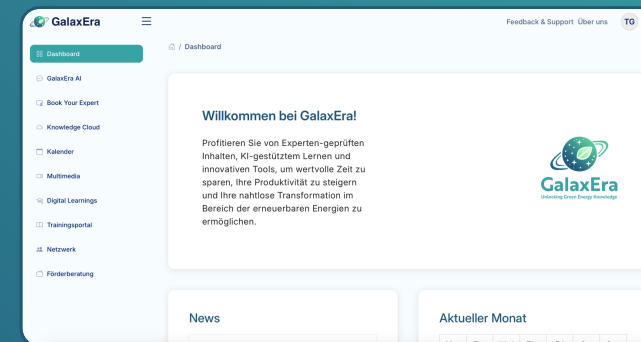 GalaxEra
Feedback & Support Über uns TG
/ Dashboard
Dashboard
GalaxEra AI
Book Your Expert
Knowledge Cloud
Kalender
Multimedia
Digital Learnings
Trainingsportal
Netzwerk
Förderberatung
Willkommen bei GalaxEra!
Profitieren Sie von Experten-geprüften
Inhalten, KI-gestütztem Lernen und
innovativen Tools, um wertvolle Zeit zu
sparen, Ihre Produktivität zu steigern
und Ihre nahtlose Transformation im
Bereich der erneuerbaren Energien zu
ermöglichen.
GalaxEra
Unlocking Green Energy Knowledge
News
Aktueller Monat